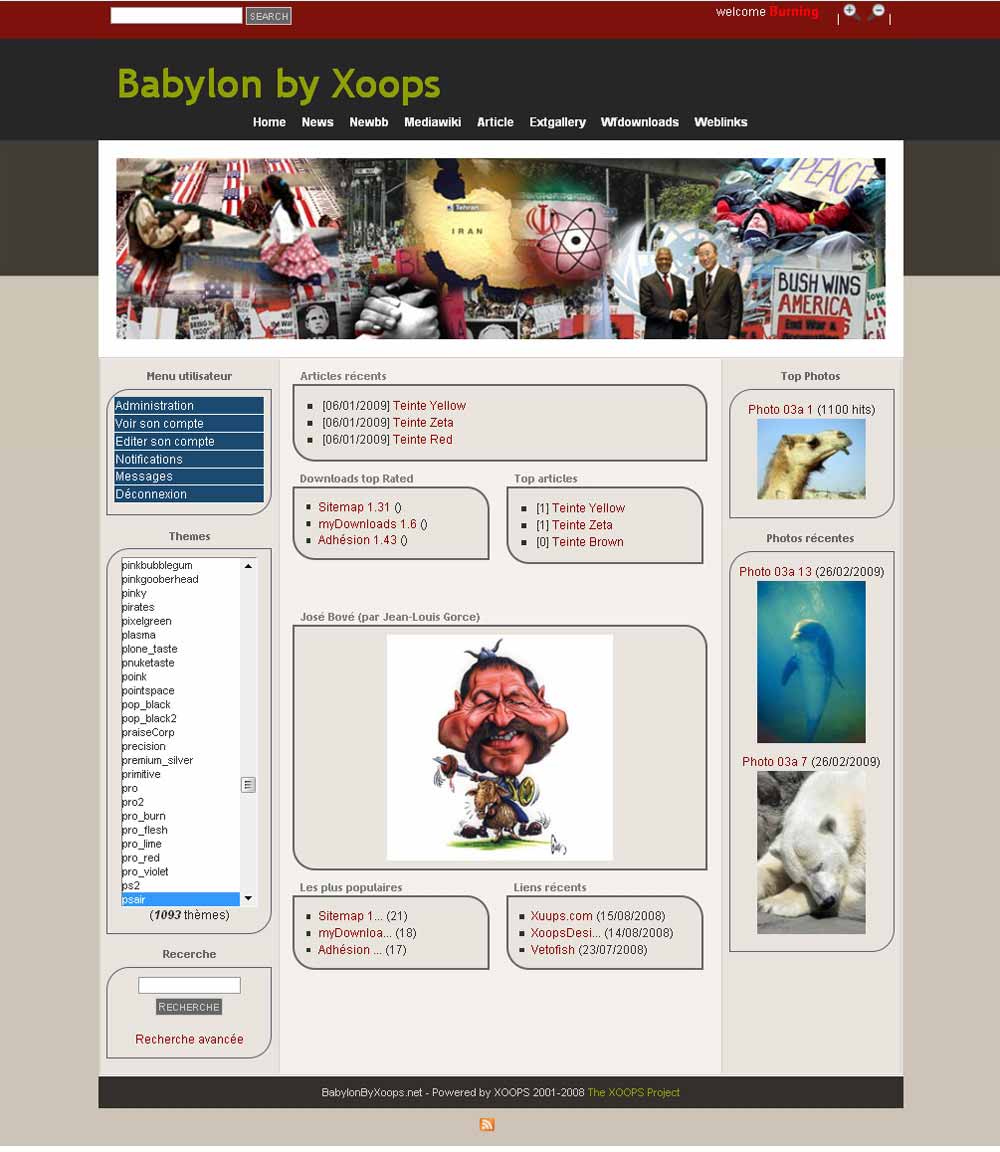 SEARCH
welcome Burning | |
Babylon by Xoops
Home News Newbb Mediawiki Article Extgallery Wfdownloads Weblinks
PEACE
Tehran
IRAN
BUSH WINS
AMERICA
End War &
Menu utilisateur
Administration
Voir son compte
Editer son compte
Notifications
Messages
Déconnexion
Themes
pinkbubblegum
pinkgooberhead
pinky
pirates
pixelgreen
plasma
plone_taste
pnuketaste
poink
pointspace
pop_black
pop_black2
praiseCorp
precision
premium_silver
primitive
pro
pro2
pro_burn
pro_flesh
pro_lime
pro_red
pro_violet
ps2
psair
(1093 thèmes)
Recerche
RECHERCHE
Recherche avancée
Articles récents
[06/01/2009] Teinte Yellow
[06/01/2009] Teinte Zeta
[06/01/2009] Teinte Red
Downloads top Rated
Sitemap 1.31 ()
myDownloads 1.6 ()
Adhésion 1.43 ()
Top articles
[1] Teinte Yellow
[1] Teinte Zeta
[0] Teinte Brown
José Bové (par Jean-Louis Gorce)
Les plus populaires
Sitemap 1... (21)
myDownloa... (18)
Adhésion ... (17)
Liens récents
Xuups.com (15/08/2008)
XoopsDesi... (14/08/2008)
Vetofish (23/07/2008)
Top Photos
Photo 03a 1 (1100 hits)
Photos récentes
Photo 03a 13 (26/02/2009)
Photo 03a 7 (26/02/2009)
BabylonByXoops.net - Powered by XOOPS 2001-2008 The XOOPS Project